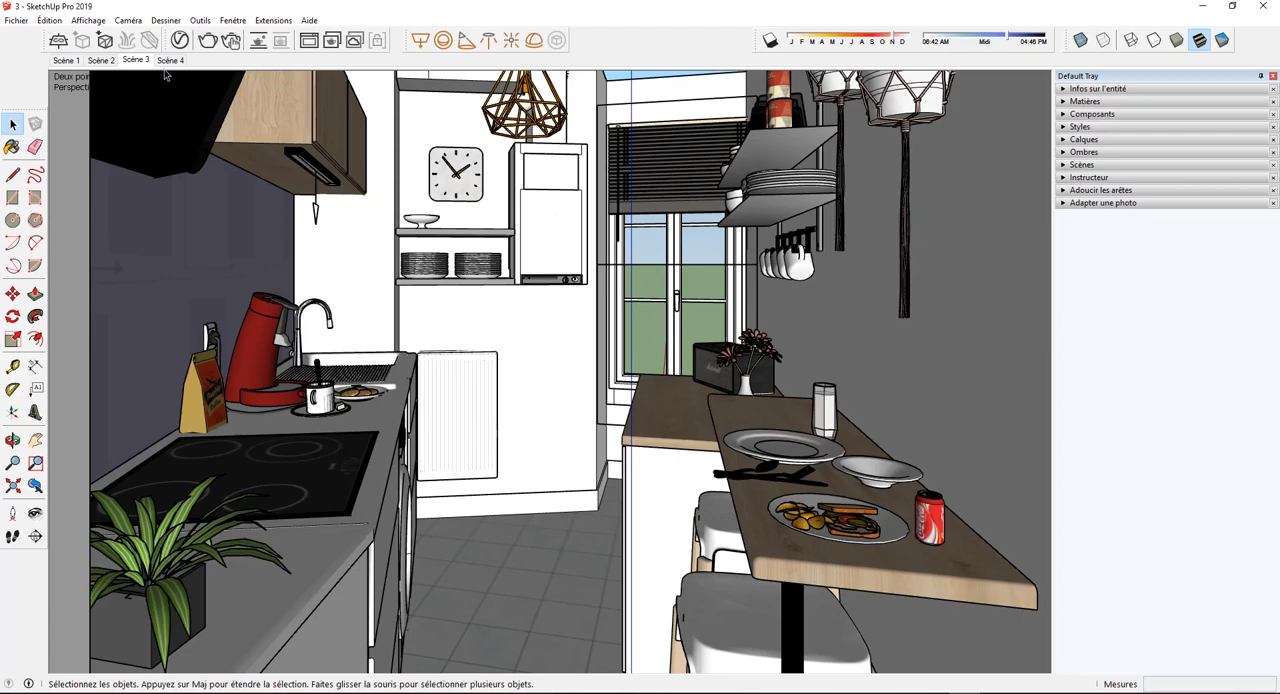 3 - SketchUp Pro 2019
Fichier Édition Affichage Caméra Dessiner Outils Fenêtre Extensions Aide
J F M A M J J A S O N D 06:42 AM Midi 04:46 PM
Scène 1 Scène 2 Scène 3 Scène 4
Deux poi
Perspecti
Default Tray
Infos sur l'entité
Matières
Composants
Styles
Calques
Ombres
Scènes
Instructeur
Adoucir les arêtes
Adapter une photo
Sélectionnez les objets. Appuyez sur Maj pour étendre la sélection. Faites glisser la souris pour sélectionner plusieurs objets.
Mesures